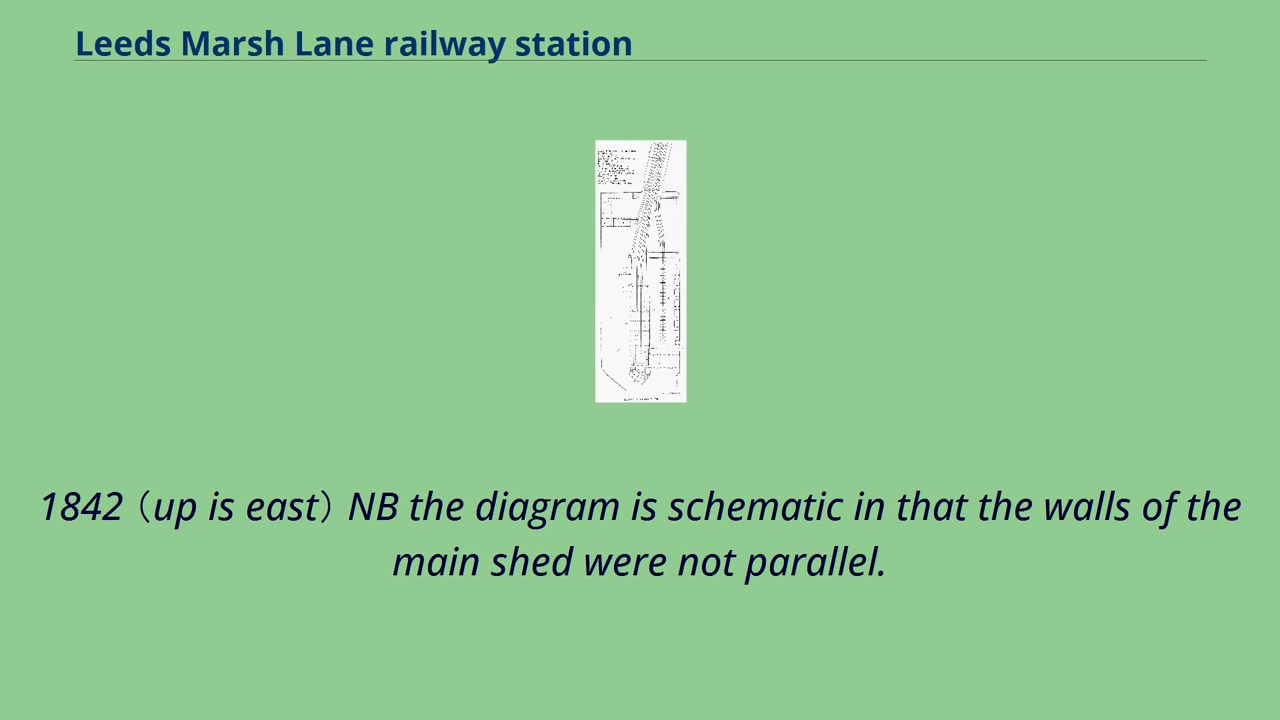 Leeds Marsh Lane railway station
1842 (up is east) NB the diagram is schematic in that the walls of the
main shed were not parallel.